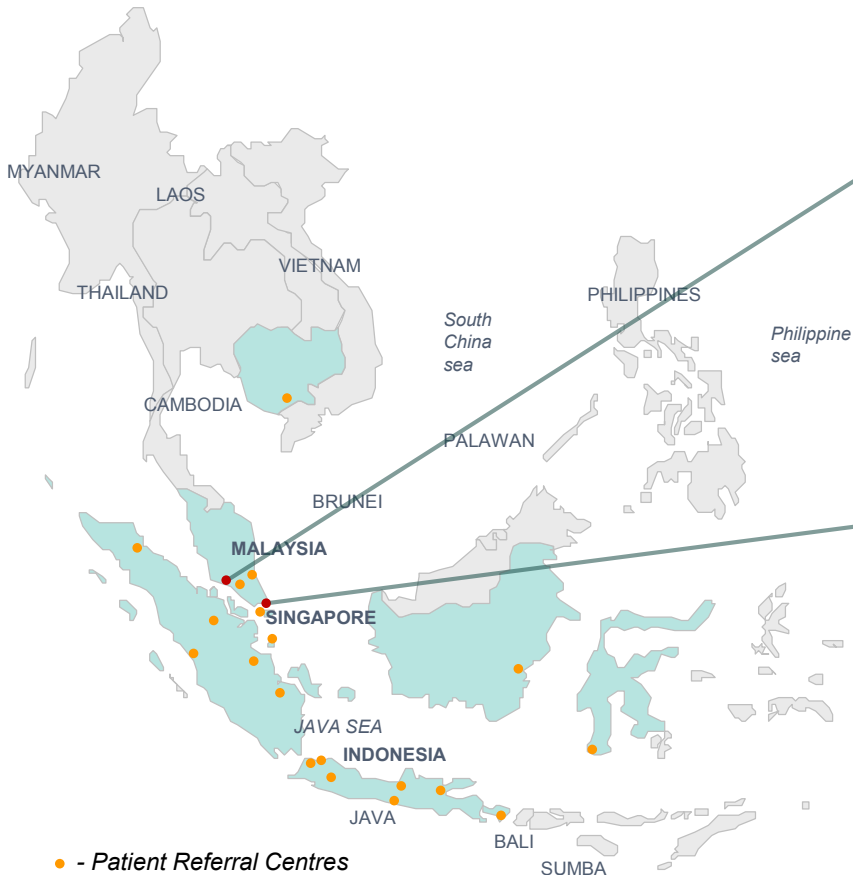 MYANMAR
LAOS
VIETNAM
THAILAND
PHILIPPINES
South
China
sea
Philippine
sea
CAMBODIA
PALAWAN
BRUNEI
MALAYSIA
SINGAPORE
JAVA SEA
INDONESIA
JAVA
BALI
SUMBA
- Patient Referral Centres